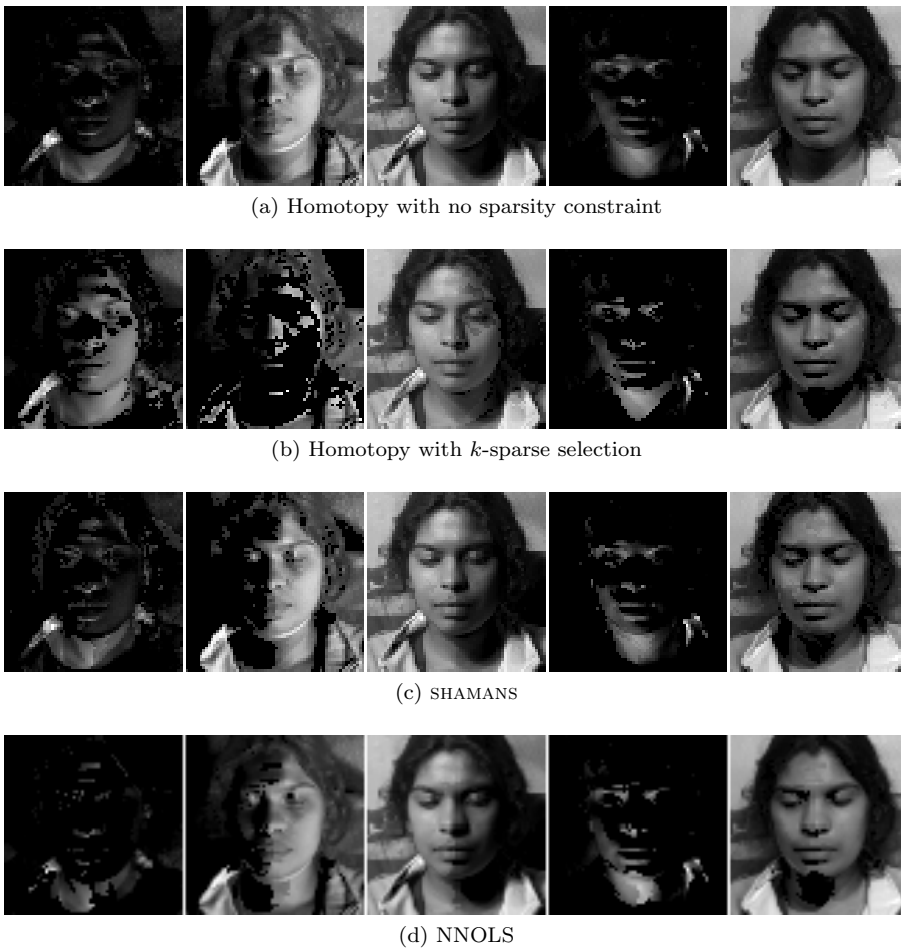 (a) Homotopy with no sparsity constraint
(b) Homotopy with k-sparse selection
(c) SHAMANS
(d) NNOLS